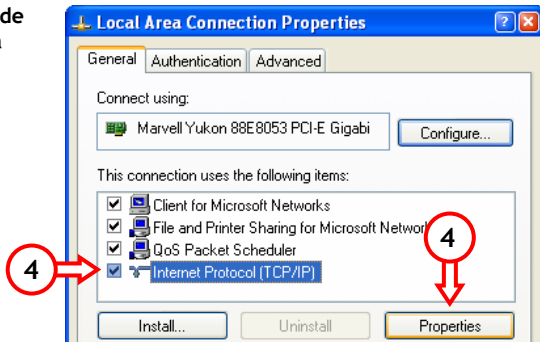 de
Local Area Connection Properties
General Authentication Advanced
Connect using:
Marvell Yukon 88E8053 PCI-E Gigabi
Configure...
This connection uses the following items:
Client for Microsoft Networks
File and Printer Sharing for Microsoft Network
4
QoS Packet Scheduler
4
Internet Protocol (TCP/IP)
Install... Uninstall Properties